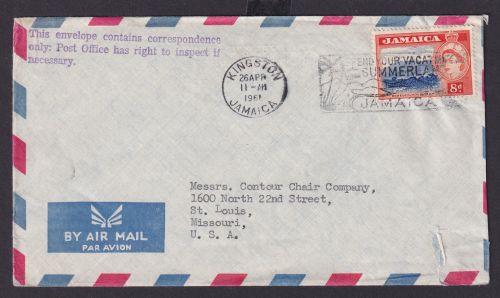 This envelope contains correspondence
only: Post Office has right to inspect if
necessary.
KINGSTON
26 APR
11 - AM
1961
JAMAICA
SPEND YOUR VACATION
SUMMERLAND
JAMAICA
JAMAICA
8d
Messrs. Contour Chair Company,
1600 North 22nd Street,
St. Louis,
Missouri,
U. S. A.
BY AIR MAIL
PAR AVION